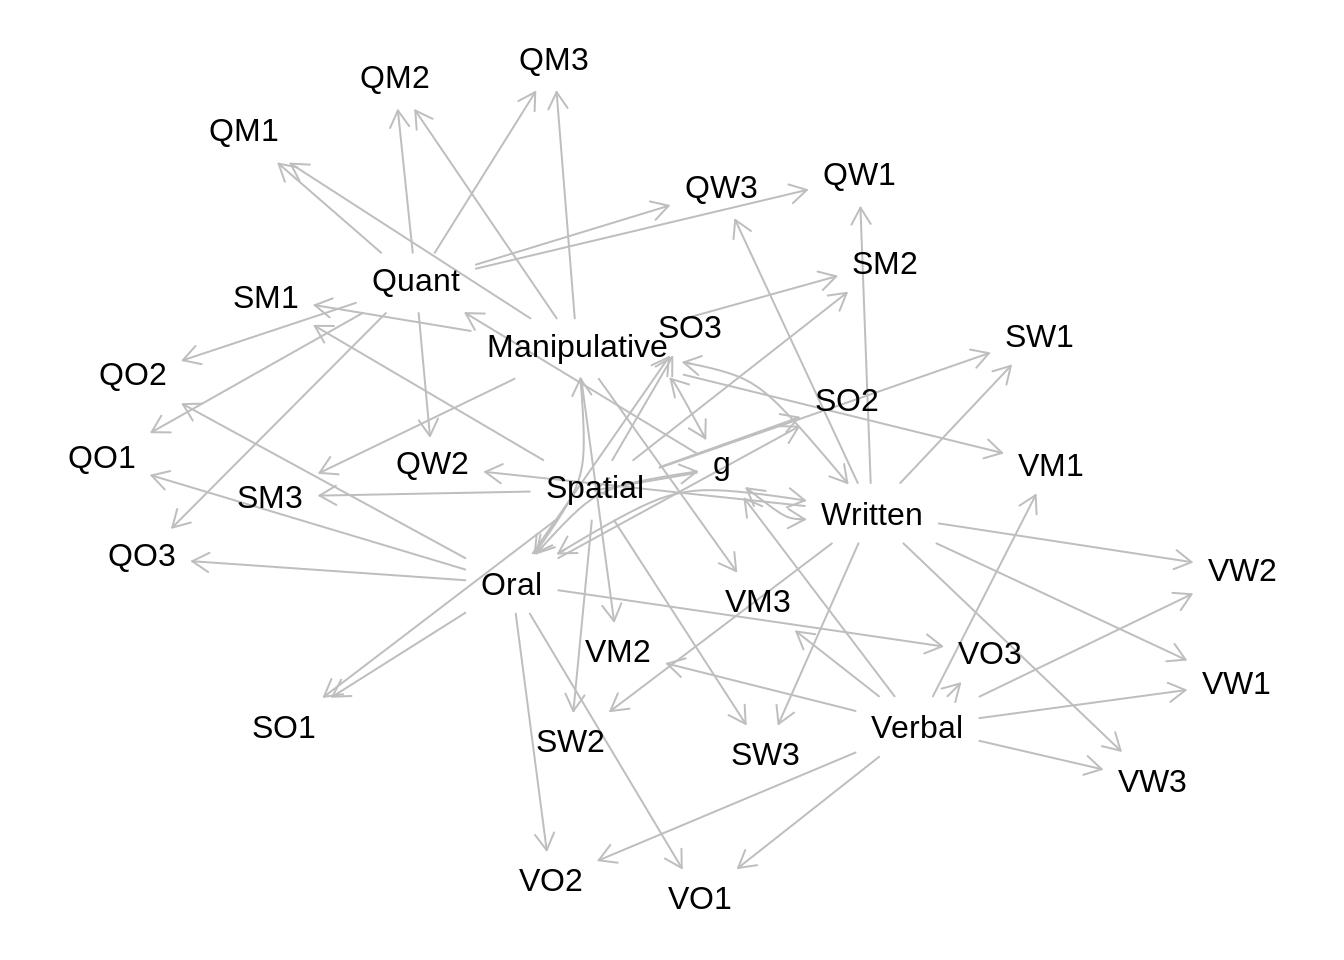 QM3
QM2
QM1
QW1
QW3
SM2
Quant
SM1
SO3
SW1
Manipulative
QO2
SO2
QO1
QW2
g
VM1
Spatial
SM3
Written
QO3
VW2
Oral
VM3
VM2
VO3
VW1
SO1
Verbal
SW2
SW3
VW3
VO2
VO1